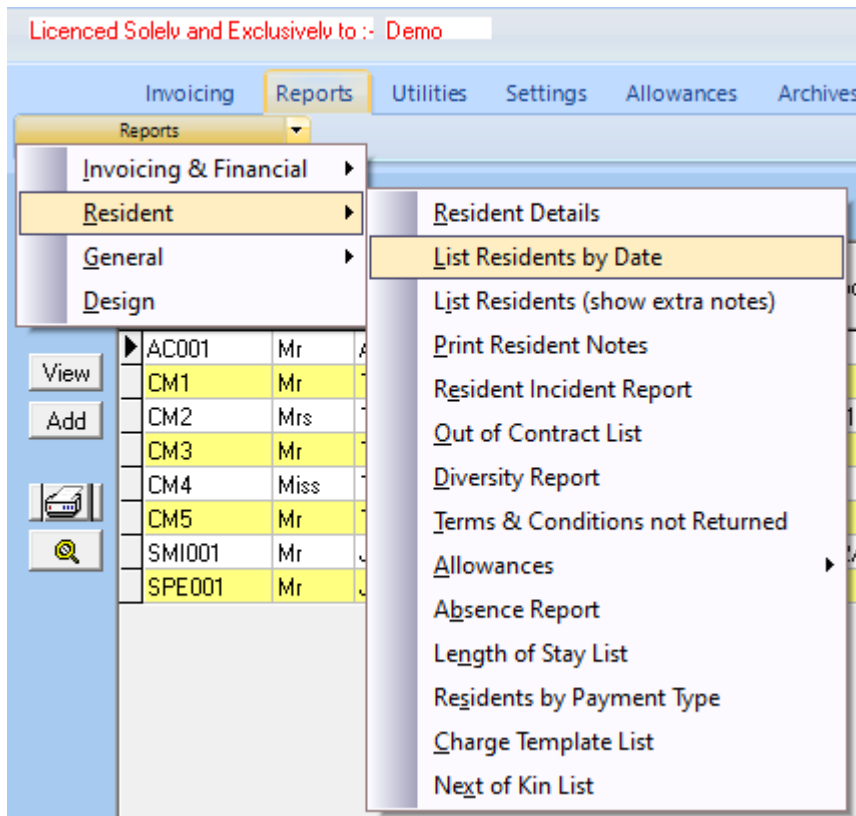 Licenced Solely and Exclusively to :- Demo
Invoicing Reports Utilities Settings Allowances Archives
Reports
Invoicing & Financial
Resident
General
Design
Resident Details
List Residents by Date
List Residents (show extra notes)
Print Resident Notes
Resident Incident Report
Out of Contract List
Diversity Report
Terms & Conditions not Returned
Allowances
Absence Report
Length of Stay List
Residents by Payment Type
Charge Template List
Next of Kin List
View
Add
AC001 Mr
CM1 Mr
CM2 Mrs
CM3 Mr
CM4 Miss
CM5 Mr
SMI001 Mr
SPE001 Mr